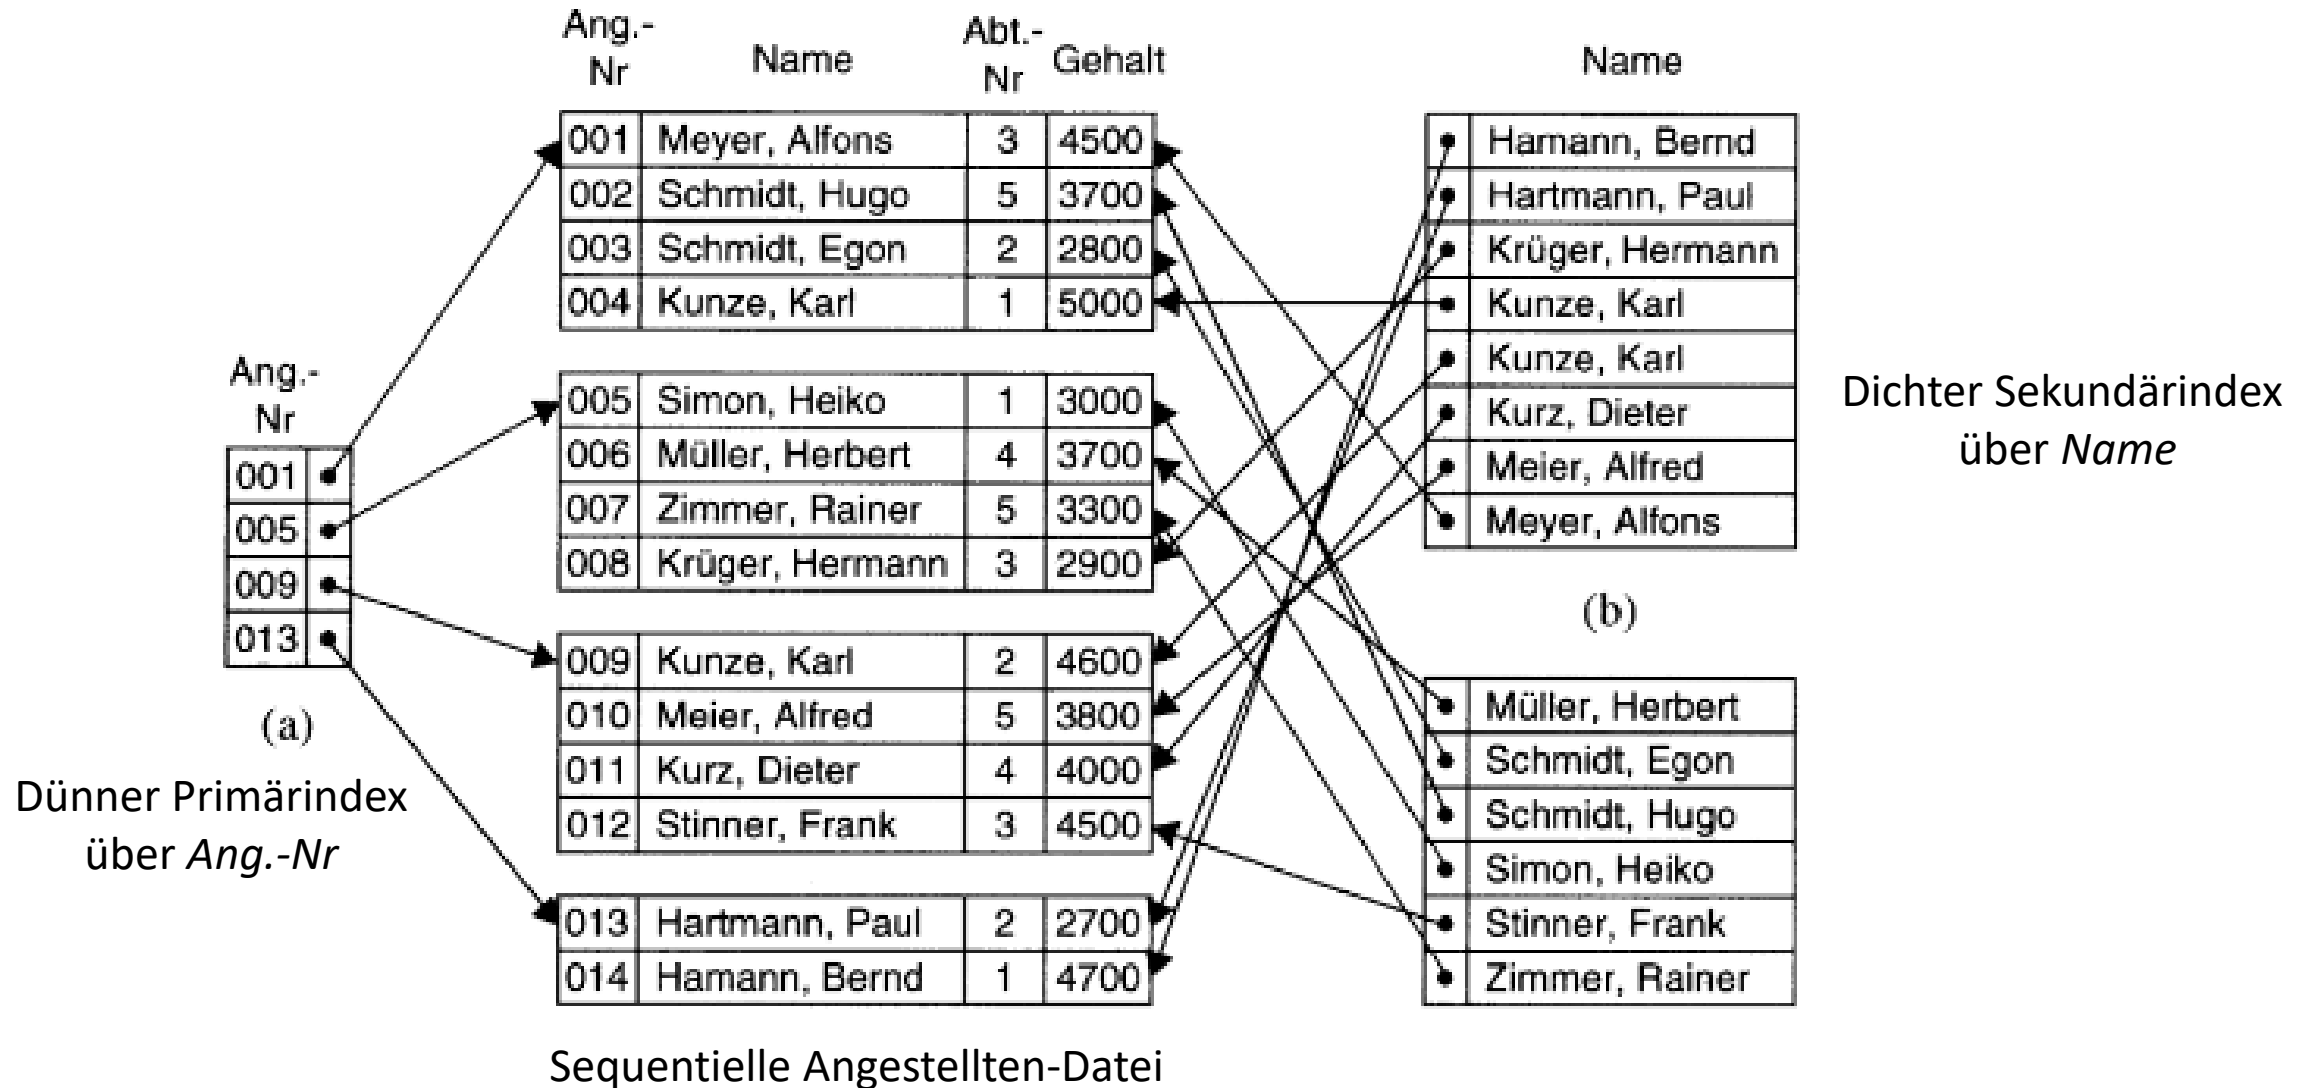 Ang.-
Nr
Name
Abt.-
Nr
Gehalt
001 Meyer, Alfons 3 4500
002 Schmidt, Hugo 5 3700
003 Schmidt, Egon 2 2800
004 Kunze, Karl 1 5000
005 Simon, Heiko 1 3000
006 Müller, Herbert 4 3700
007 Zimmer, Rainer 5 3300
008 Krüger, Hermann 3 2900
009 Kunze, Karl 2 4600
010 Meier, Alfred 5 3800
011 Kurz, Dieter 4 4000
012 Stinner, Frank 3 4500
013 Hartmann, Paul 2 2700
014 Hamann, Bernd 1 4700
Sequentielle Angestellten-Datei
Ang.-
Nr
001
005
009
013
(a)
Dünner Primärindex
über Ang.-Nr
Name
Hamann, Bernd
Hartmann, Paul
Krüger, Hermann
Kunze, Karl
Kunze, Karl
Kurz, Dieter
Meier, Alfred
Meyer, Alfons
(b)
Müller, Herbert
Schmidt, Egon
Schmidt, Hugo
Simon, Heiko
Stinner, Frank
Zimmer, Rainer
Dichter Sekundärindex
über Name